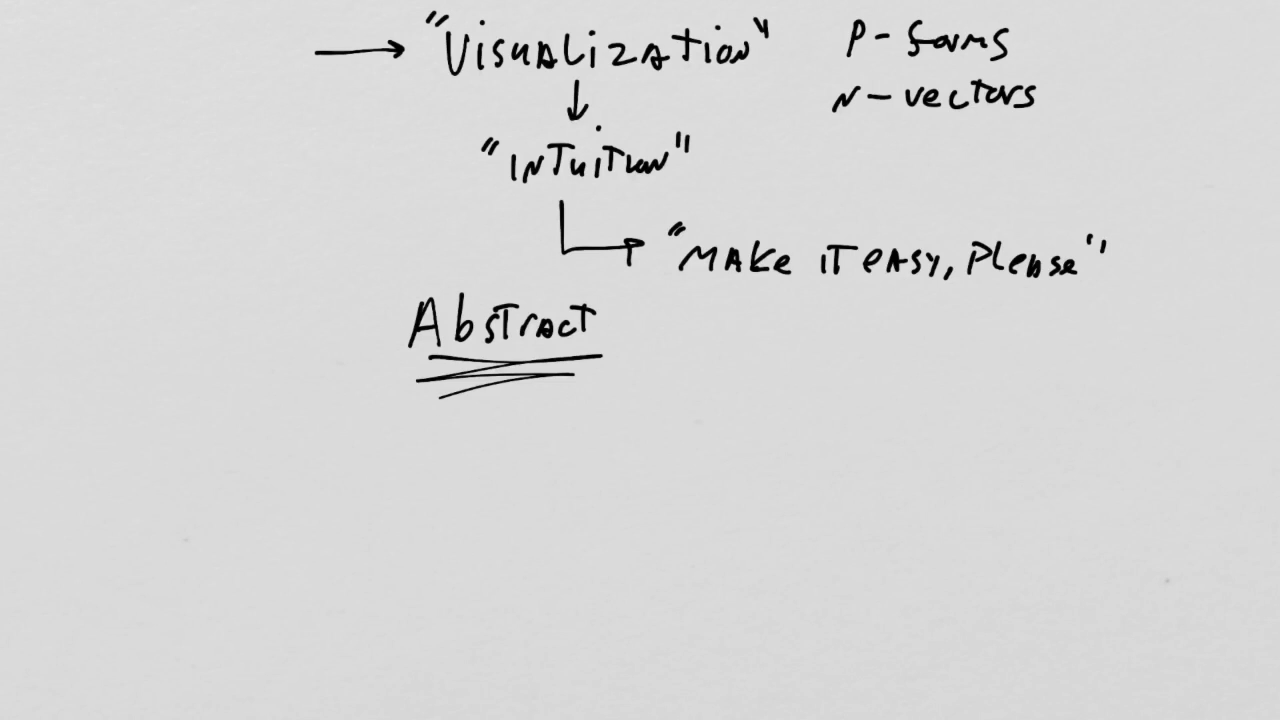 → "Visualization" P-forms
N-vectors
↓
"Intuition"
"Make it easy, please"
Abstract